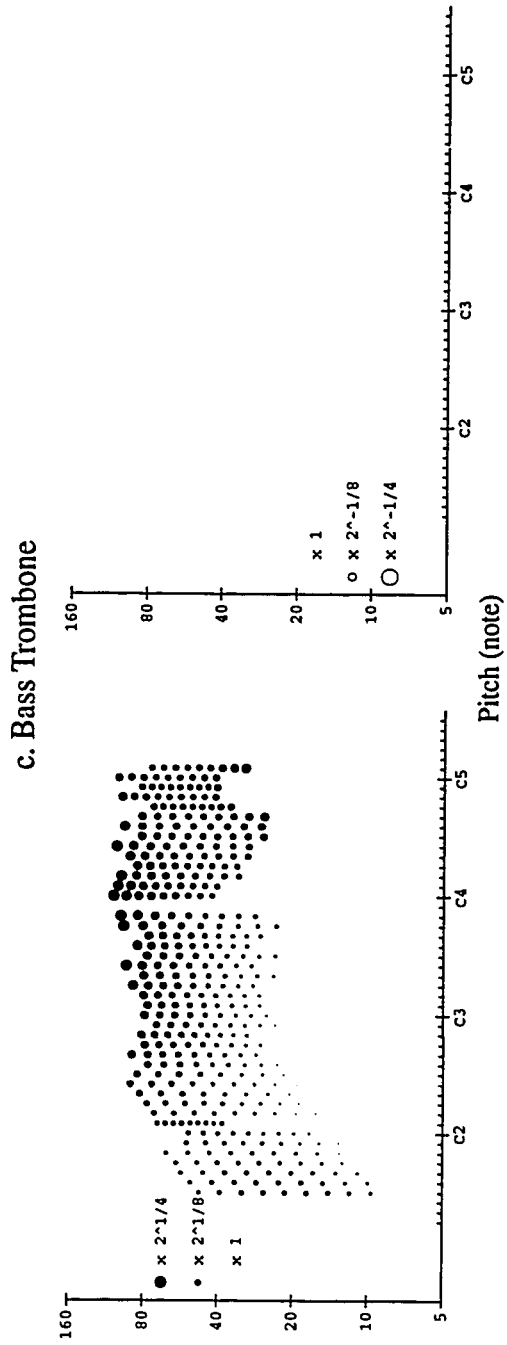 c. Bass Trombone
160
80
40
20
10
5
● x 2^1/4
● x 2^1/8
x 1
C2
C3
C4
C5
160
80
40
20
10
5
x 1
o x 2^-1/8
O x 2^-1/4
C2
C3
C4
C5
Pitch (note)